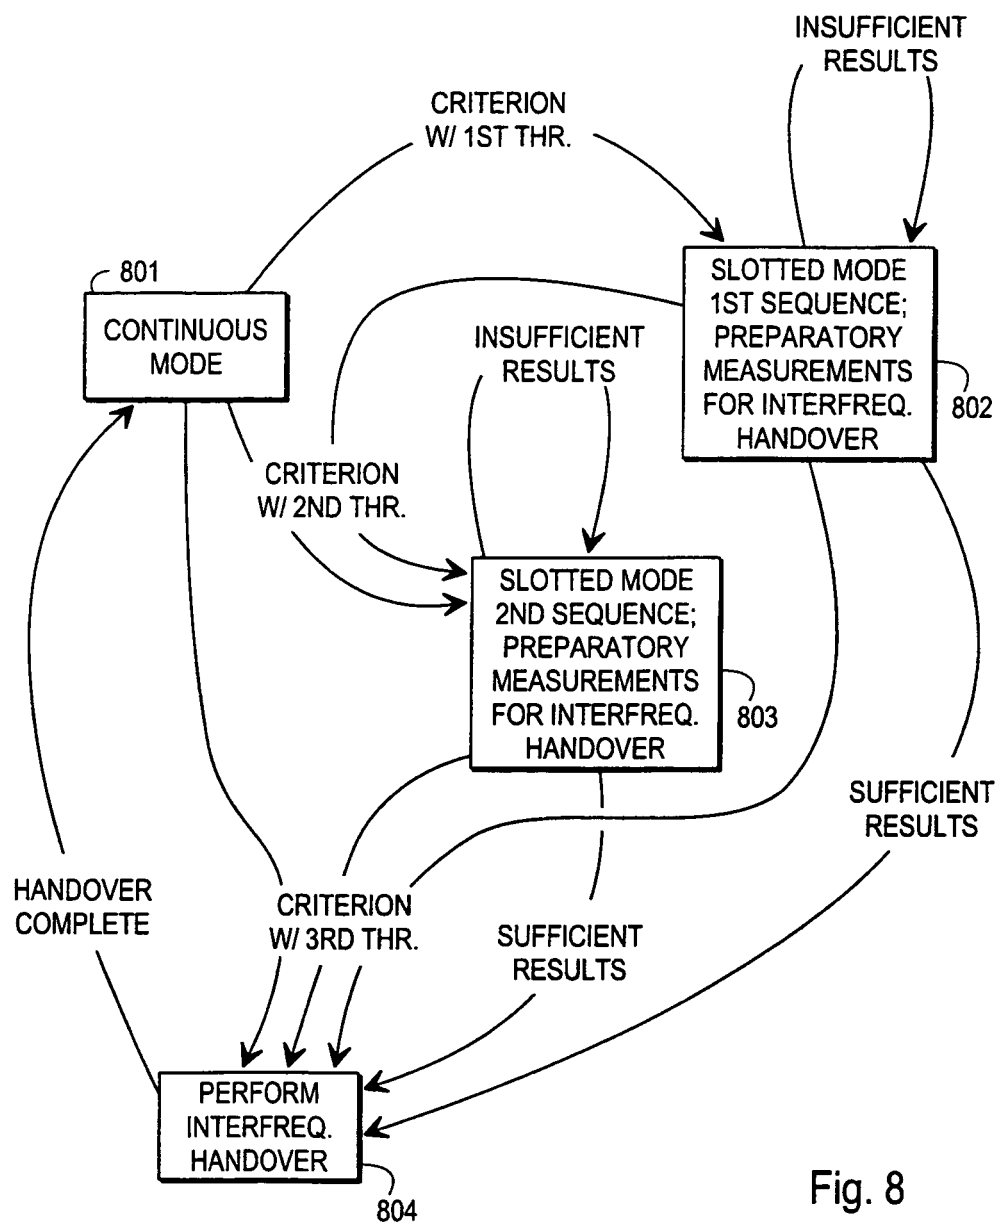 INSUFFICIENT
RESULTS
CRITERION
W/ 1ST THR.
801
CONTINUOUS
MODE
SLOTTED MODE
1ST SEQUENCE;
PREPARATORY
MEASUREMENTS
FOR INTERFREQ.
HANDOVER
802
INSUFFICIENT
RESULTS
CRITERION
W/ 2ND THR.
SLOTTED MODE
2ND SEQUENCE;
PREPARATORY
MEASUREMENTS
FOR INTERFREQ.
HANDOVER
803
SUFFICIENT
RESULTS
HANDOVER
COMPLETE
CRITERION
W/ 3RD THR.
SUFFICIENT
RESULTS
PERFORM
INTERFREQ.
HANDOVER
804
Fig. 8